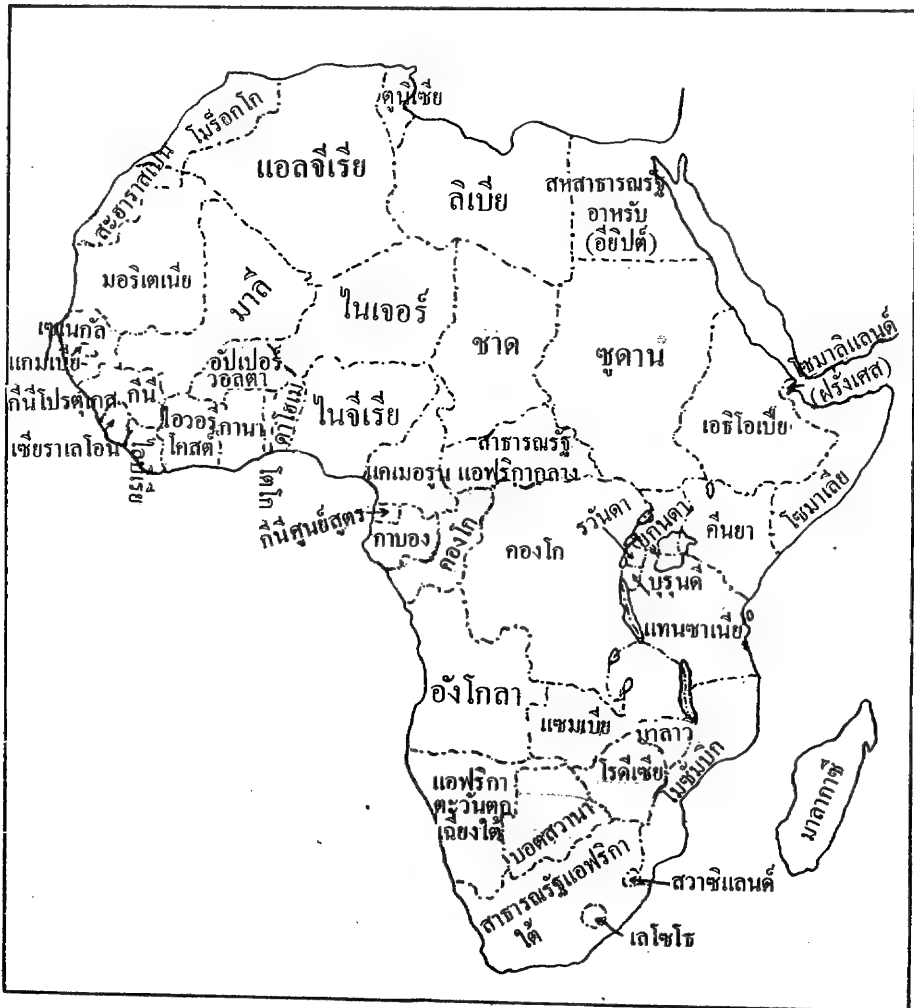 ตูนิเซีย
โมร็อกโก
แอลจีเรีย
ลิเบีย
สหสาธารณรัฐ
อาหรับ
(อียิปต์)
สะฮาราสเปน
มอริเตเนีย
มาลี
ไนเจอร์
ชาด
ซูดาน
เซเนกัล
แกมเบีย
กีนีโปรตุเกส
กีนี
เซียราเลโอน
ไลบีเรีย
อัปเปอร์
วอลตา
ไอวอรี
โคสต์
กานา
โตโก
ดาโฮเม
ไนจีเรีย
โซมาลิแลนด์
(ฝรั่งเศส)
เอธิโอเปีย
โซมาเลีย
สาธารณรัฐ
แอฟริกากลาง
แคเมอรูน
กีนีศูนย์สูตร
กาบอง
คองโก
คองโก
รวันดา
ยูกันดา
คีนยา
บุรุนดี
แทนซาเนีย
อังโกลา
แซมเบีย
มาลาวี
โมซัมบิก
โรดีเซีย
แอฟริกา
ตะวันตก
เฉียงใต้
บอตสวานา
มาลากาซี
สาธารณรัฐแอฟริกา
ใต้
สวาซิแลนด์
เลโซโธ